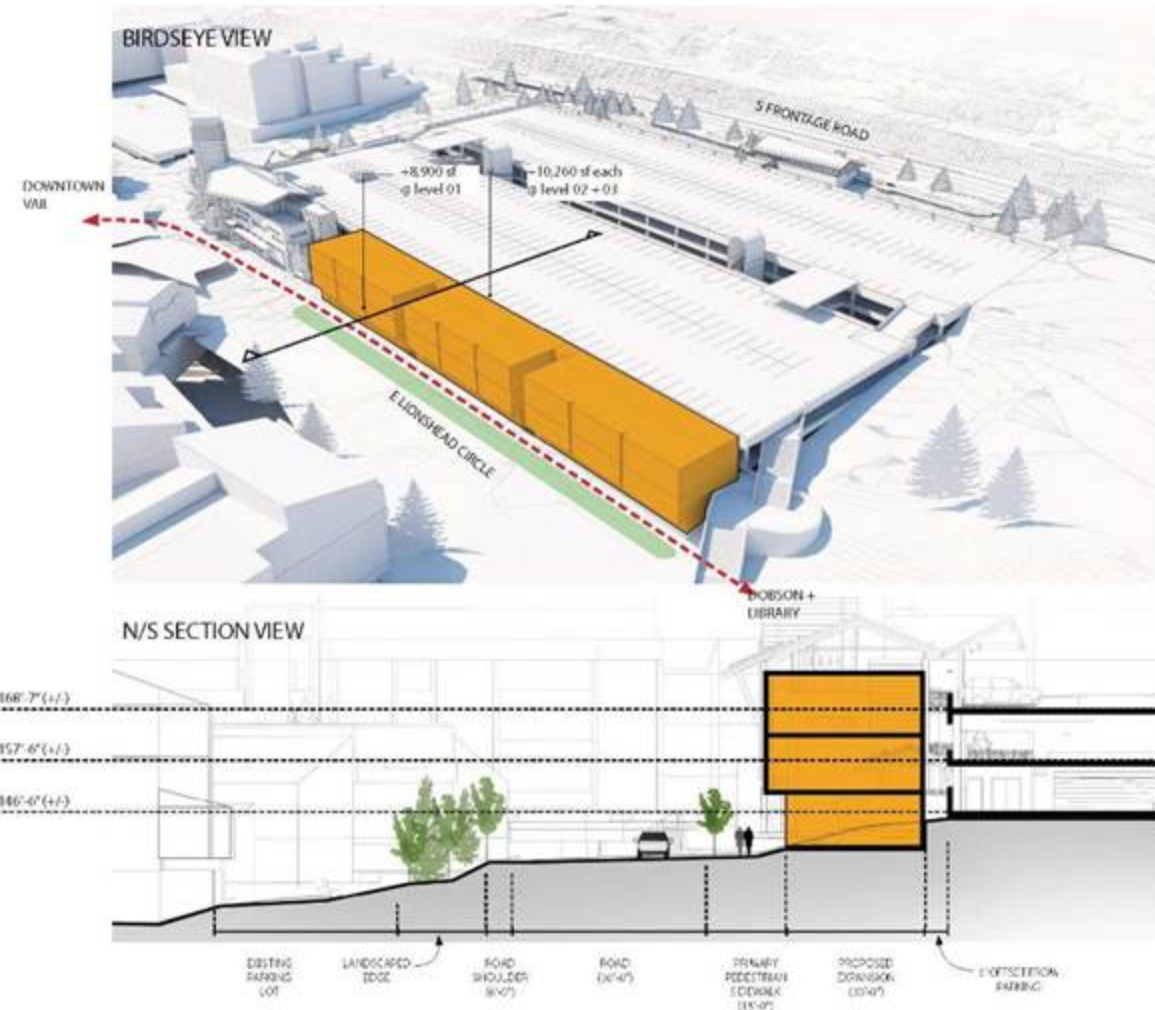 BIRDSEYE VIEW
S FRONTAGE ROAD
+8,900 sf
@ level 01
~10,260 sf each
@ level 02 + 03
DOWNTOWN
VAIL
E LIONSHEAD CIRCLE
DOBSON +
LIBRARY
N/S SECTION VIEW
168'-7" (+/-)
157'-6" (+/-)
146'-6" (+/-)
EXISTING
PARKING
LOT
LANDSCAPED
EDGE
ROAD
SHOULDER
ROAD
PRIMARY
PEDESTRIAN
SIDEWALK
PROPOSED
EXPANSION
OFFSET FROM
PARKING